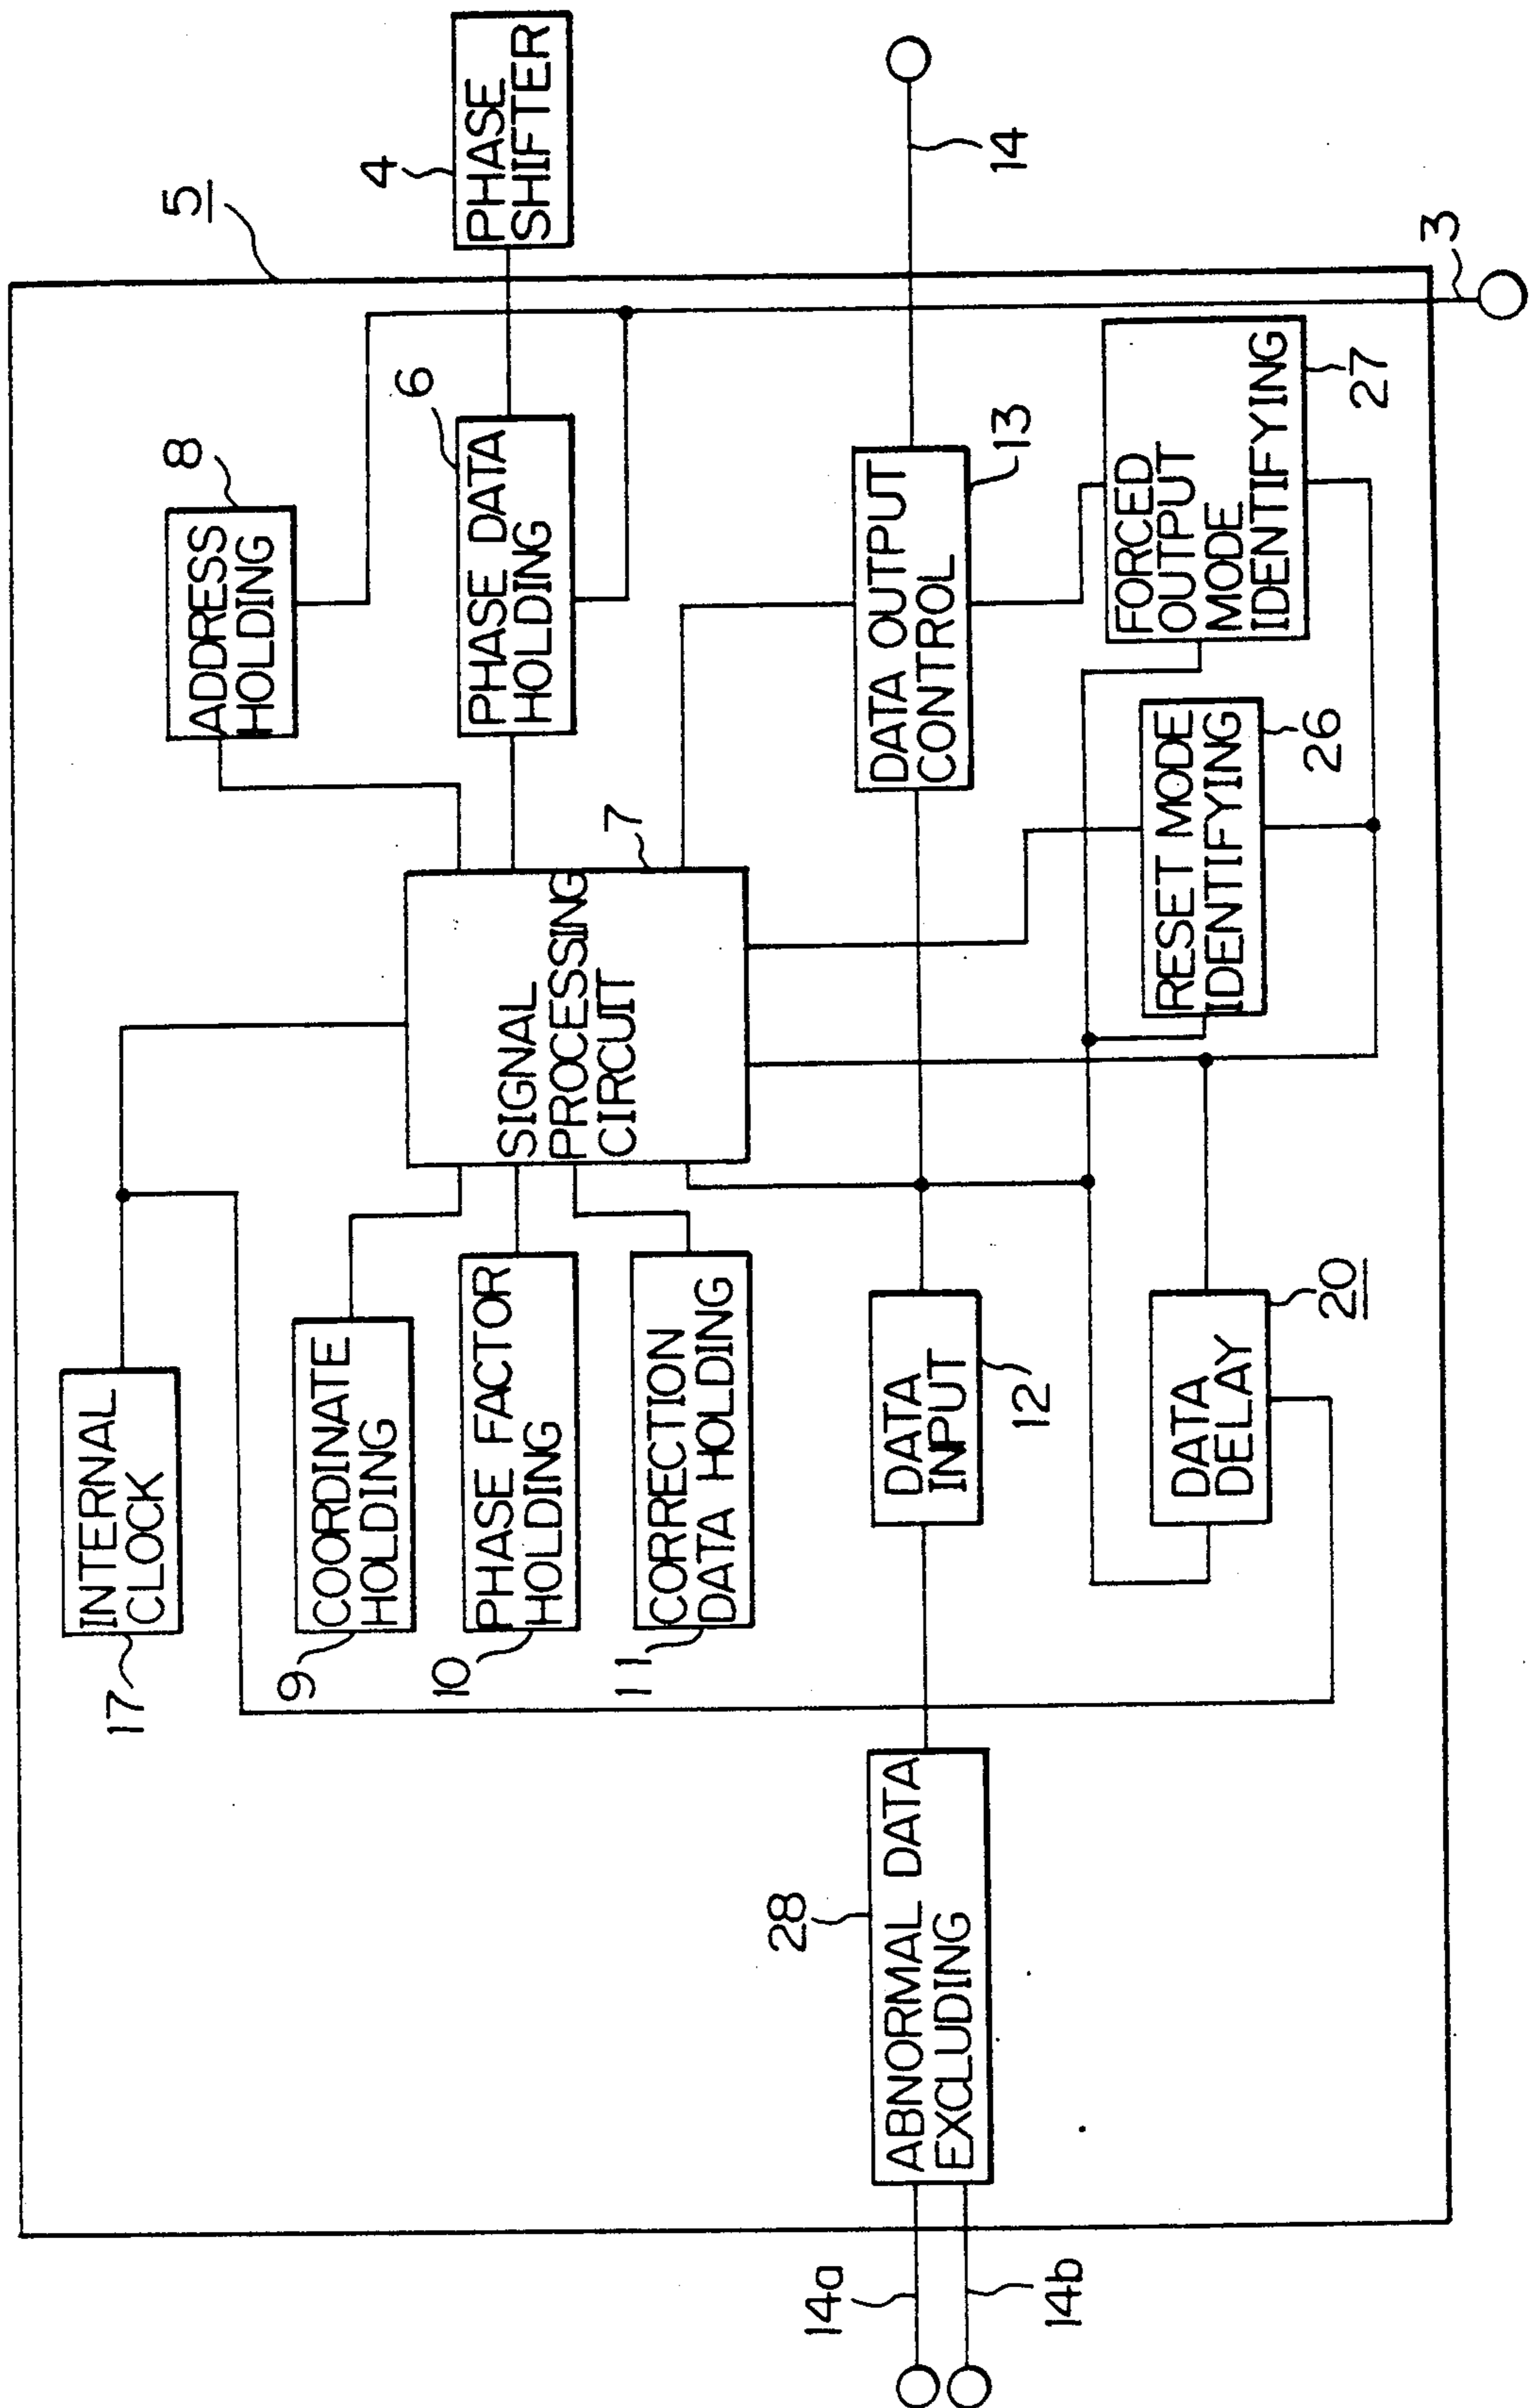 5
4
PHASE
SHIFTER
8
ADDRESS
HOLDING
6
PHASE DATA
HOLDING
14
3
DATA OUTPUT
CONTROL
13
FORCED
OUTPUT
MODE
IDENTIFYING
27
RESET MODE
IDENTIFYING
26
7
SIGNAL
PROCESSING
CIRCUIT
INTERNAL
CLOCK
17
COORDINATE
HOLDING
9
PHASE FACTOR
HOLDING
10
CORRECTION
DATA HOLDING
11
DATA
INPUT
12
DATA
DELAY
20
28
ABNORMAL DATA
EXCLUDING
14a
14b